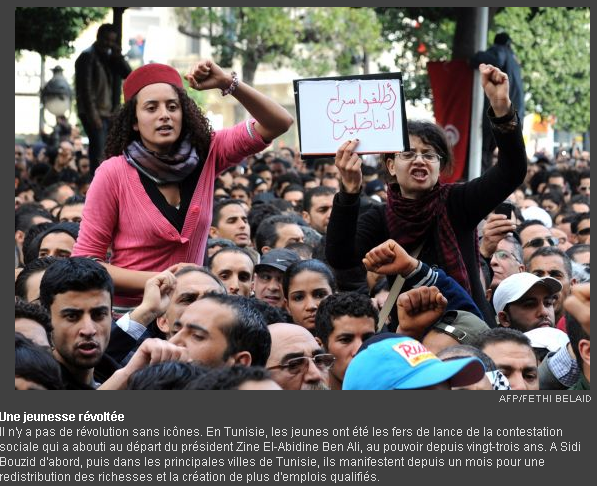 أطلقوا سراح
المناضلين
AFP/FETHI BELAID
Une jeunesse révoltée
Il n'y a pas de révolution sans icônes. En Tunisie, les jeunes ont été les fers de lance de la contestation
sociale qui a abouti au départ du président Zine El-Abidine Ben Ali, au pouvoir depuis vingt-trois ans. A Sidi
Bouzid d'abord, puis dans les principales villes de Tunisie, ils manifestent depuis un mois pour une
redistribution des richesses et la création de plus d'emplois qualifiés.